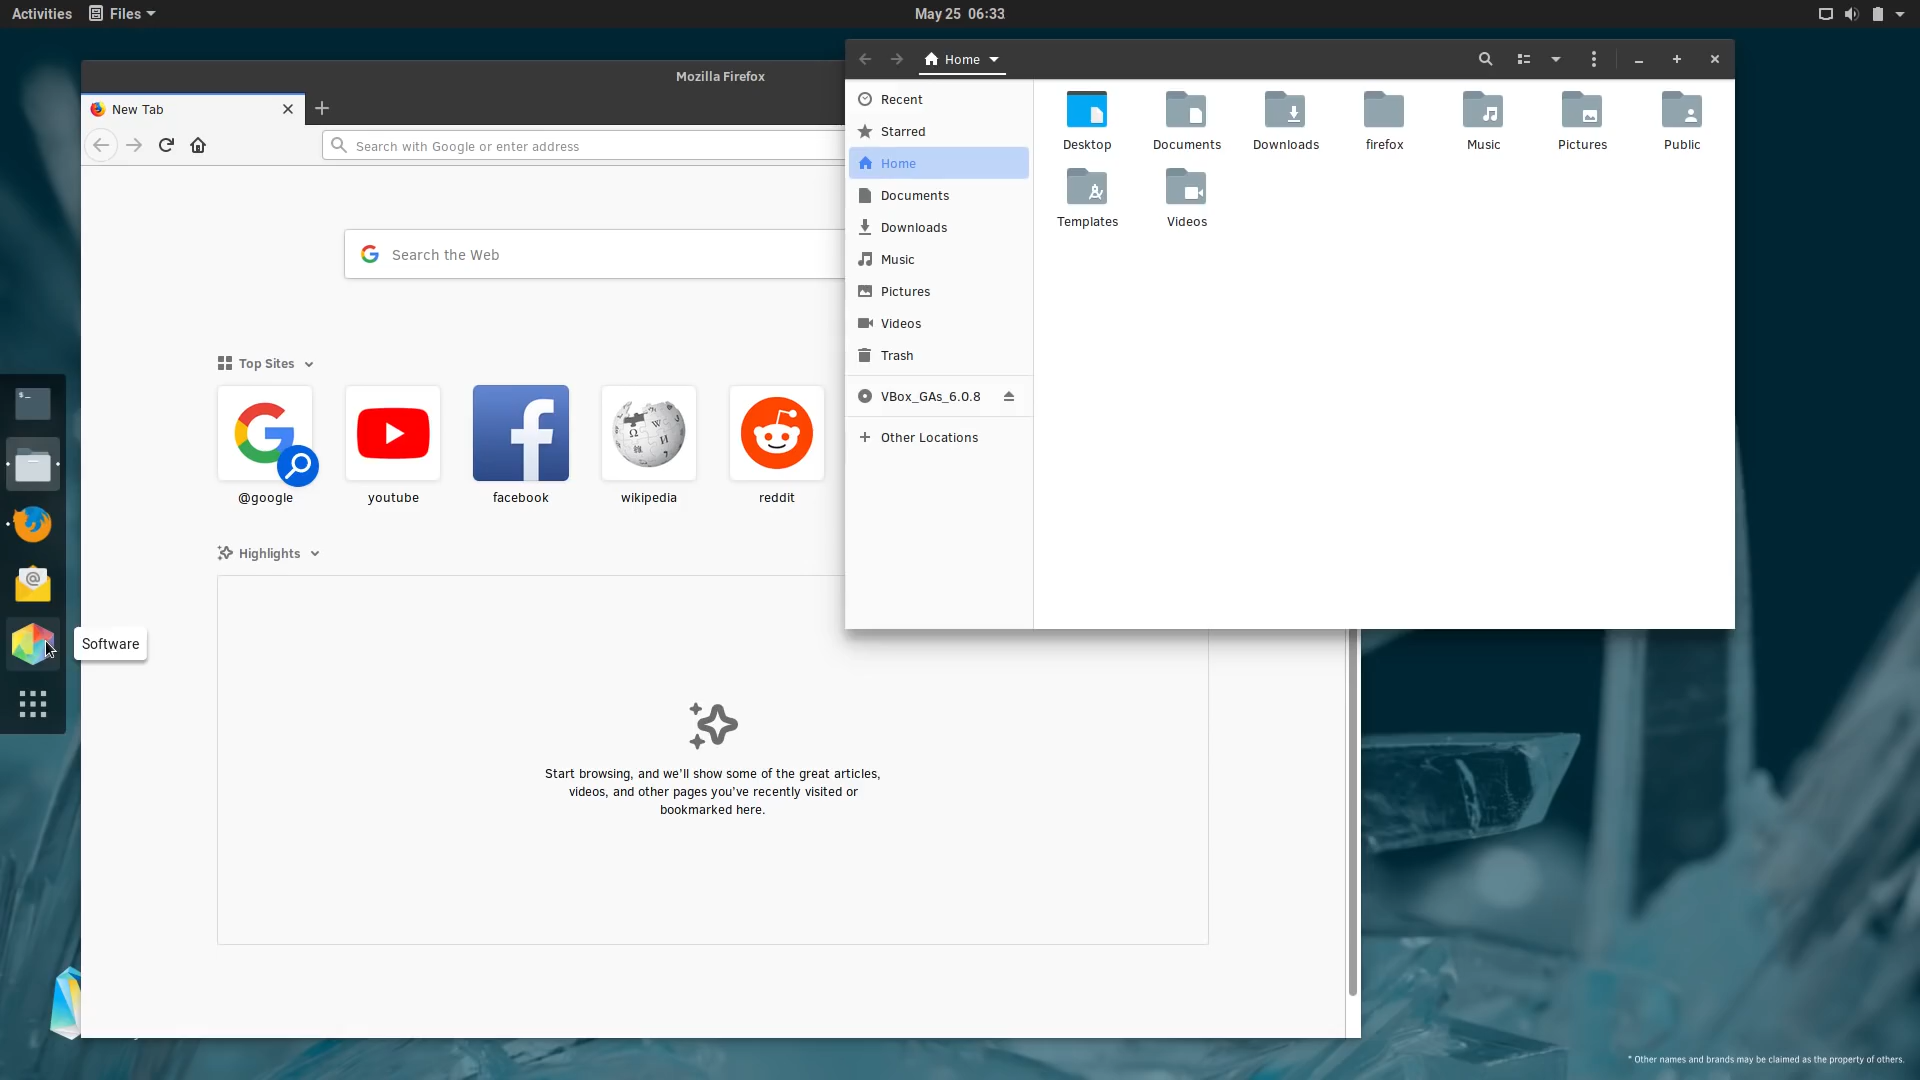 Activities
Files
May 25  06:33
Mozilla Firefox
New Tab
Search with Google or enter address
Search the Web
Top Sites
@google
youtube
facebook
wikipedia
reddit
Highlights
Start browsing, and we'll show some of the great articles,
videos, and other pages you've recently visited or
bookmarked here.
Software
Home
Recent
Starred
Home
Documents
Downloads
Music
Pictures
Videos
Trash
VBox_GAs_6.0.8
Other Locations
Desktop
Documents
Downloads
firefox
Music
Pictures
Public
Templates
Videos
* Other names and brands may be claimed as the property of others.